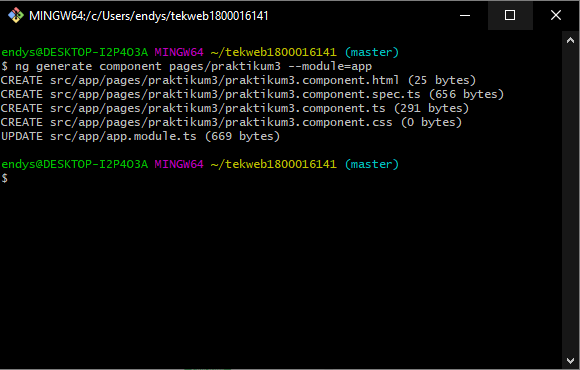 MINGW64:/c/Users/endys/tekweb1800016141
endys@DESKTOP-I2P4O3A MINGW64 ~/tekweb1800016141 (master)
$ ng generate component pages/praktikum3 --module=app
CREATE src/app/pages/praktikum3/praktikum3.component.html (25 bytes)
CREATE src/app/pages/praktikum3/praktikum3.component.spec.ts (656 bytes)
CREATE src/app/pages/praktikum3/praktikum3.component.ts (291 bytes)
CREATE src/app/pages/praktikum3/praktikum3.component.css (0 bytes)
UPDATE src/app/app.module.ts (669 bytes)
endys@DESKTOP-I2P4O3A MINGW64 ~/tekweb1800016141 (master)
$